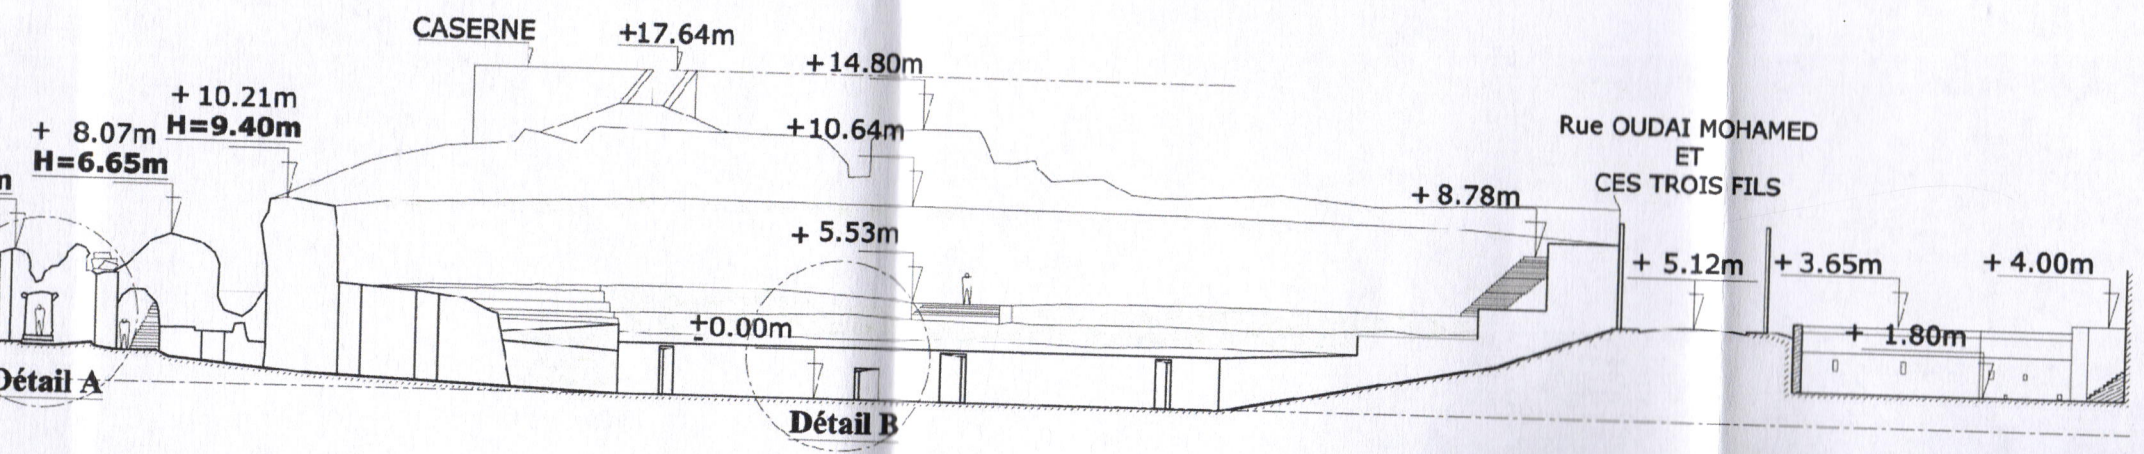 CASERNE
+17.64m
+14.80m
+ 10.21m
H=9.40m
+ 8.07m
H=6.65m
+10.64m
Rue OUDAI MOHAMED
ET
CES TROIS FILS
m
+ 8.78m
+ 5.53m
+ 5.12m
+ 3.65m
+ 4.00m
±0.00m
+ 1.80m
Détail A
Détail B